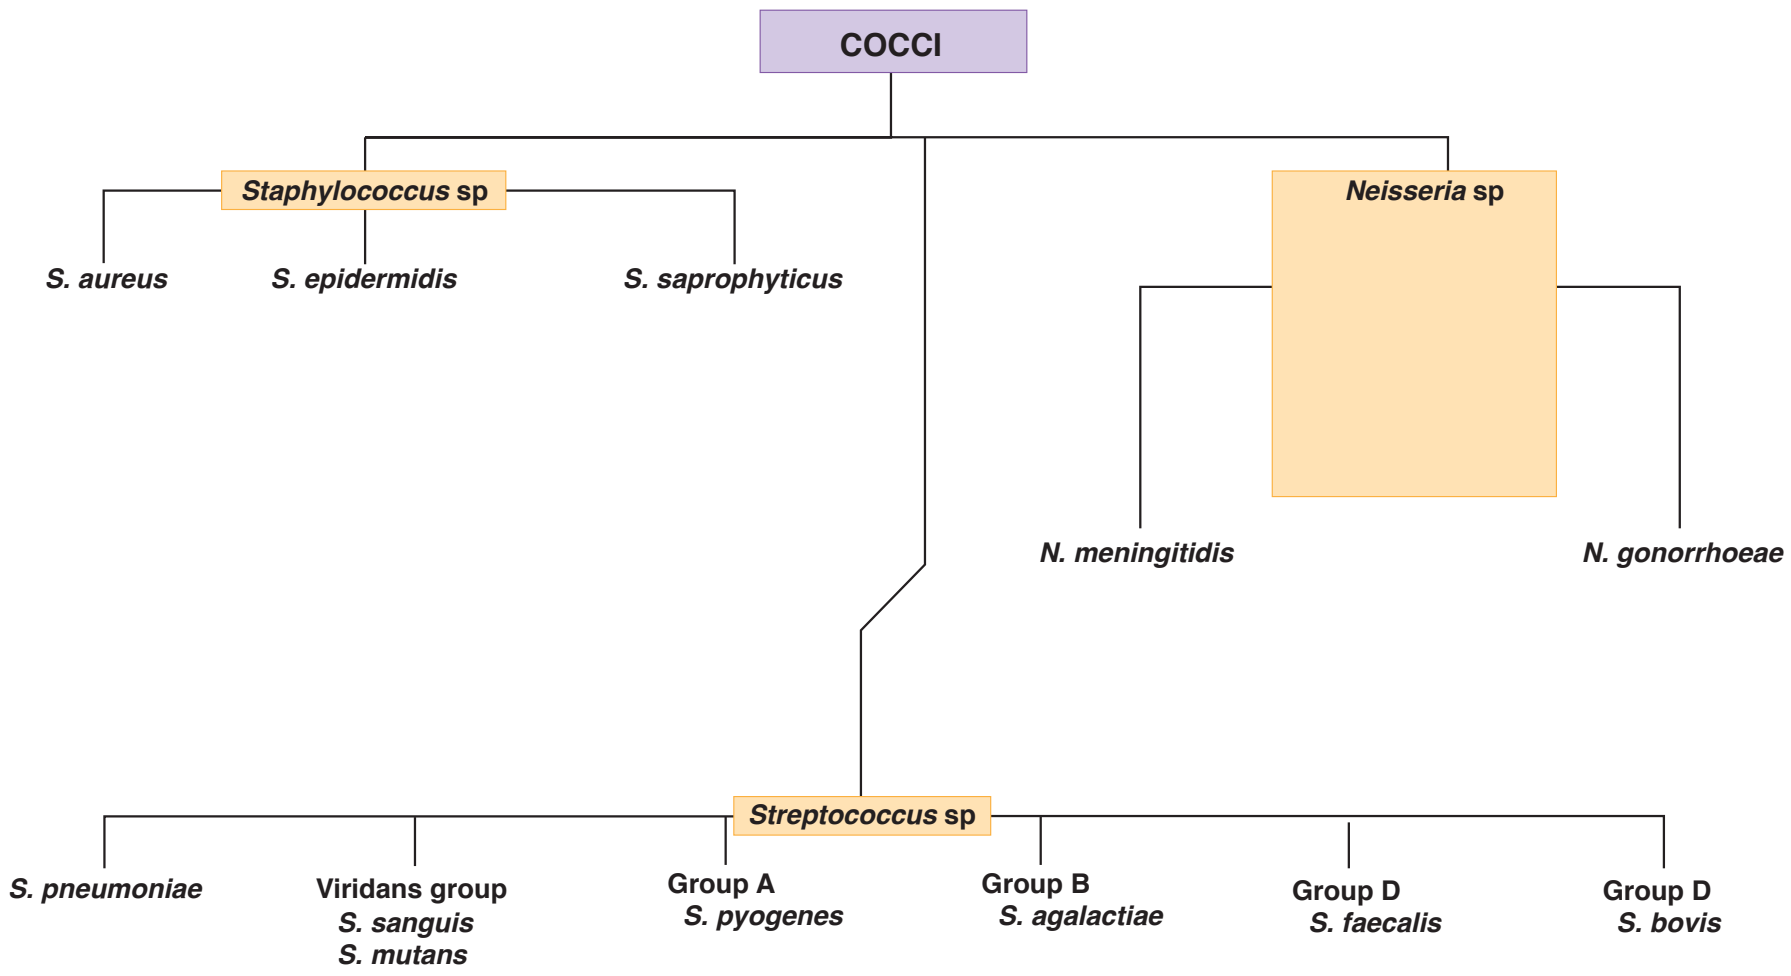 COCCI
Staphylococcus sp
Neisseria sp
S. aureus
S. epidermidis
S. saprophyticus
N. meningitidis
N. gonorrhoeae
Streptococcus sp
S. pneumoniae
Viridans group
S. sanguis
S. mutans
Group A
S. pyogenes
Group B
S. agalactiae
Group D
S. faecalis
Group D
S. bovis